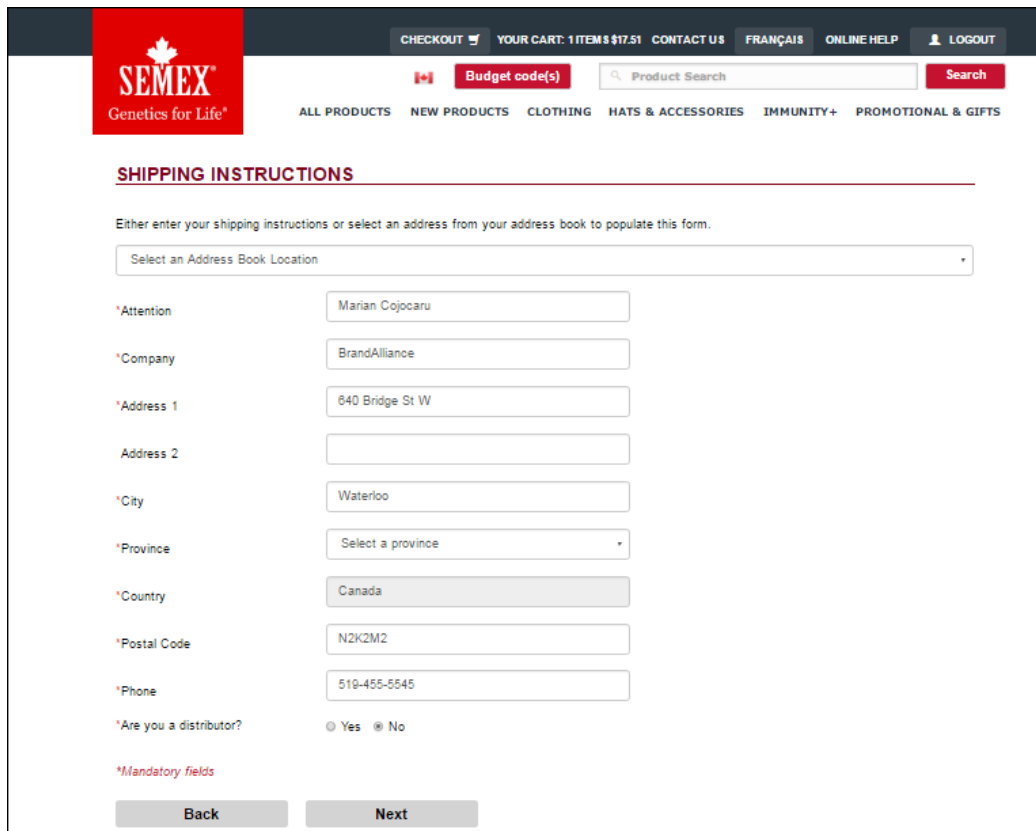 CHECKOUT YOUR CART: 1 ITEMS $17.51 CONTACT US FRANÇAIS ONLINE HELP LOGOUT
SEMEX®
Genetics for Life®
Budget code(s) Product Search Search
ALL PRODUCTS NEW PRODUCTS CLOTHING HATS & ACCESSORIES IMMUNITY+ PROMOTIONAL & GIFTS
SHIPPING INSTRUCTIONS
Either enter your shipping instructions or select an address from your address book to populate this form.
Select an Address Book Location
*Attention Marian Cojocaru
*Company BrandAlliance
*Address 1 640 Bridge St W
Address 2
*City Waterloo
*Province Select a province
*Country Canada
*Postal Code N2K2M2
*Phone 519-455-5545
*Are you a distributor? Yes No
*Mandatory fields
Back Next